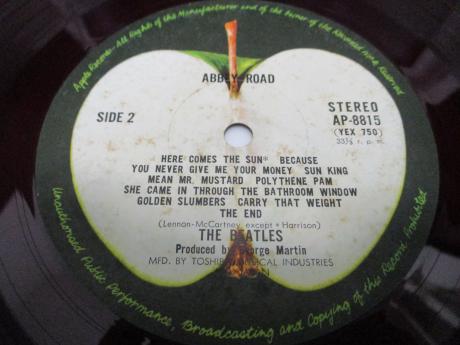 Apple Records · All Rights of the Manufacturer and of the Owner of the Recorded Work Reserved
ABBEY ROAD
SIDE 2
STEREO
AP-8815
(YEX 750)
33⅓ r. p. m.
HERE COMES THE SUN* BECAUSE
YOU NEVER GIVE ME YOUR MONEY SUN KING
MEAN MR. MUSTARD POLYTHENE PAM
SHE CAME IN THROUGH THE BATHROOM WINDOW
GOLDEN SLUMBERS CARRY THAT WEIGHT
THE END
(Lennon-McCartney except * Harrison)
THE BEATLES
Produced by George Martin
MFD. BY TOSHIBA MUSICAL INDUSTRIES
Unauthorised Public Performance, Broadcasting and Copying of this Record Prohibited